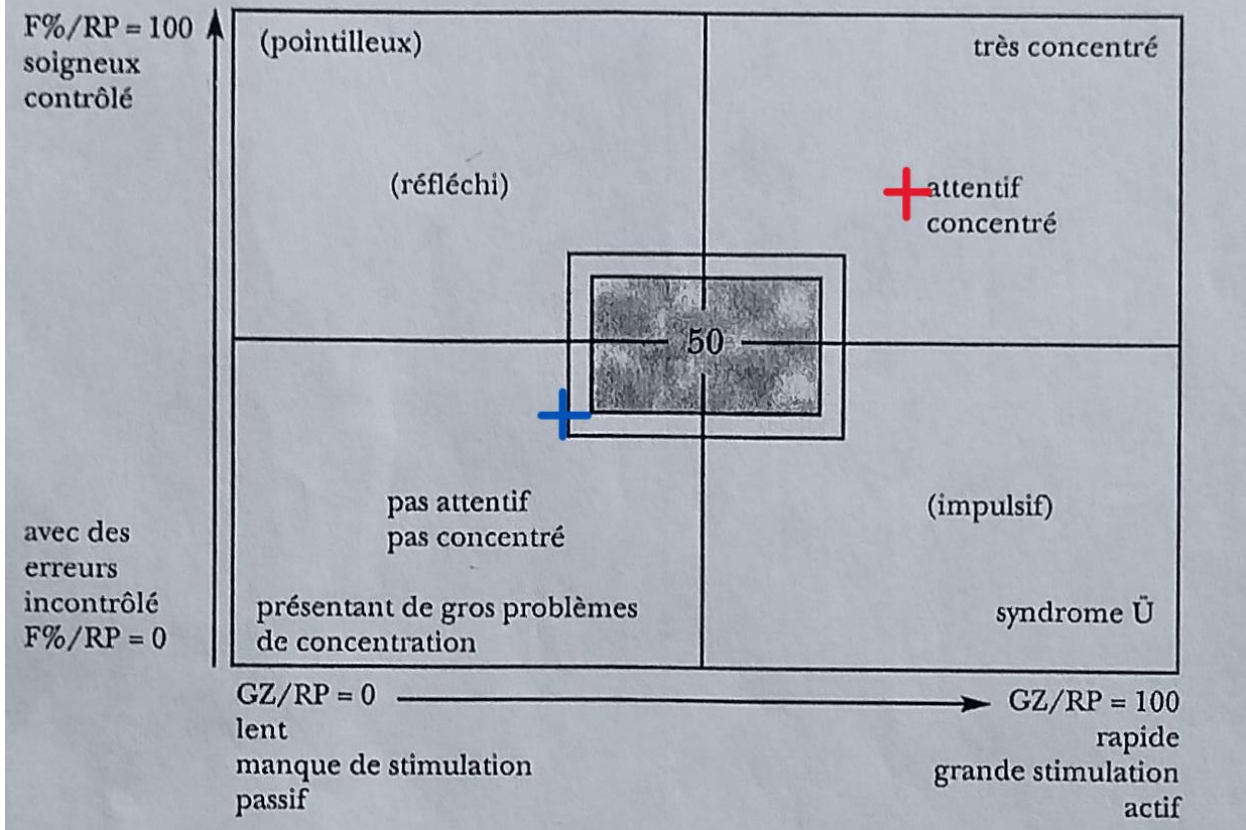 F%/RP = 100
soigneux
contrôlé
(pointilleux)
très concentré
(réfléchi)
attentif
concentré
50
pas attentif
pas concentré
(impulsif)
avec des
erreurs
incontrôlé
F%/RP = 0
présentant de gros problèmes
de concentration
syndrome Ü
GZ/RP = 0
lent
manque de stimulation
passif
GZ/RP = 100
rapide
grande stimulation
actif